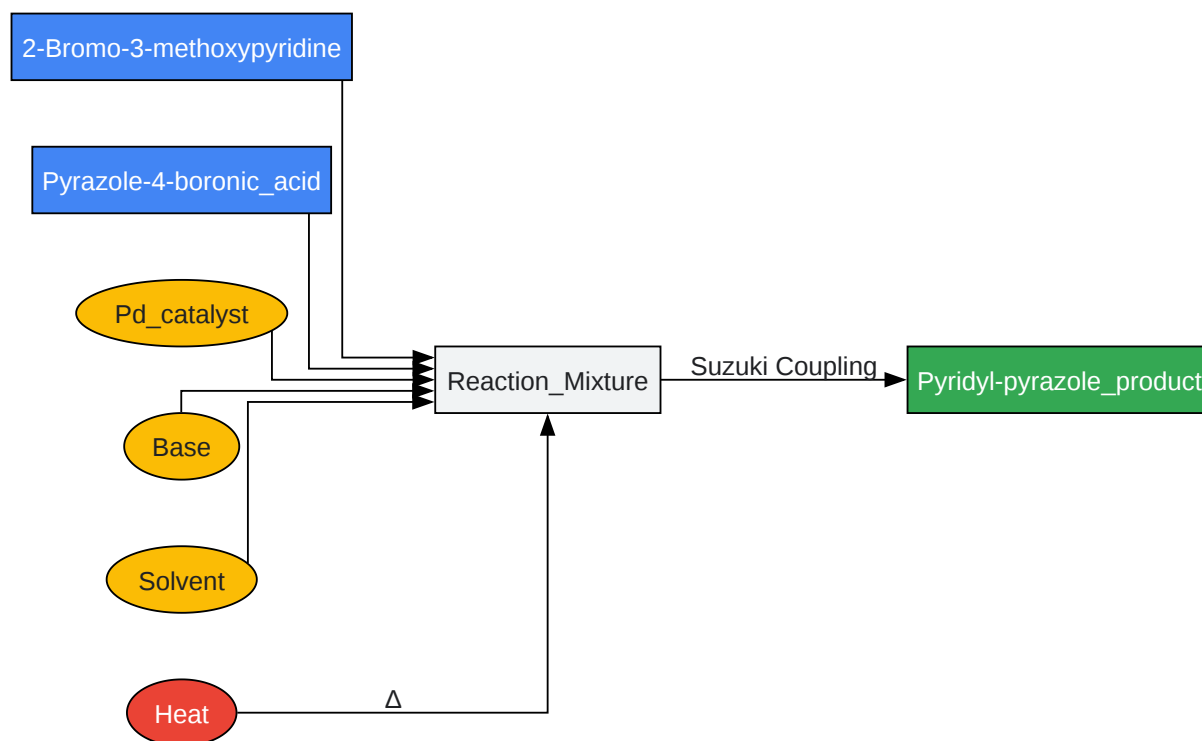 2-Bromo-3-methoxypyridine
Pyrazole-4-boronic_acid
Pd_catalyst
Base
Solvent
Heat
Δ
Reaction_Mixture
Suzuki Coupling
Pyridyl-pyrazole_product